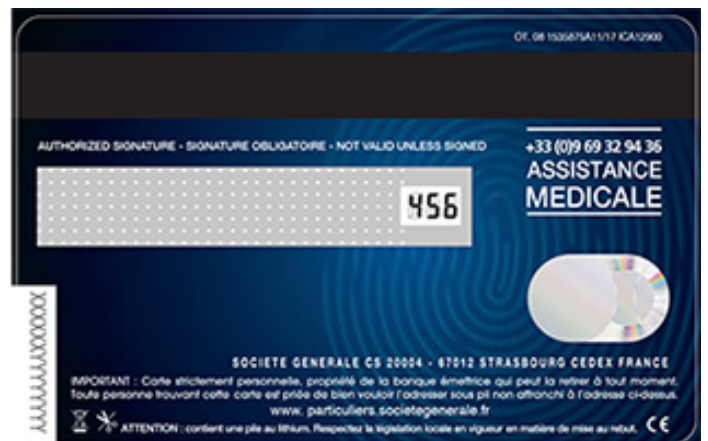 OT. 08 1535875A11/17 ICA12900
AUTHORIZED SIGNATURE - SIGNATURE OBLIGATOIRE - NOT VALID UNLESS SIGNED
+33 (0)9 69 32 94 36
ASSISTANCE
MEDICALE
456
XXXXXYYYYYYY
SOCIETE GENERALE CS 20004 - 67012 STRASBOURG CEDEX FRANCE
IMPORTANT : Carte strictement personnelle, propriété de la banque émettrice qui peut la retirer à tout moment.
Toute personne trouvant cette carte est priée de bien vouloir l'adresser sous pli non affranchi à l'adresse ci-dessus.
www. particuliers.societegenerale.fr
ATTENTION : contient une pile au lithium. Respectez la législation locale en vigueur en matière de mise au rebut. CE